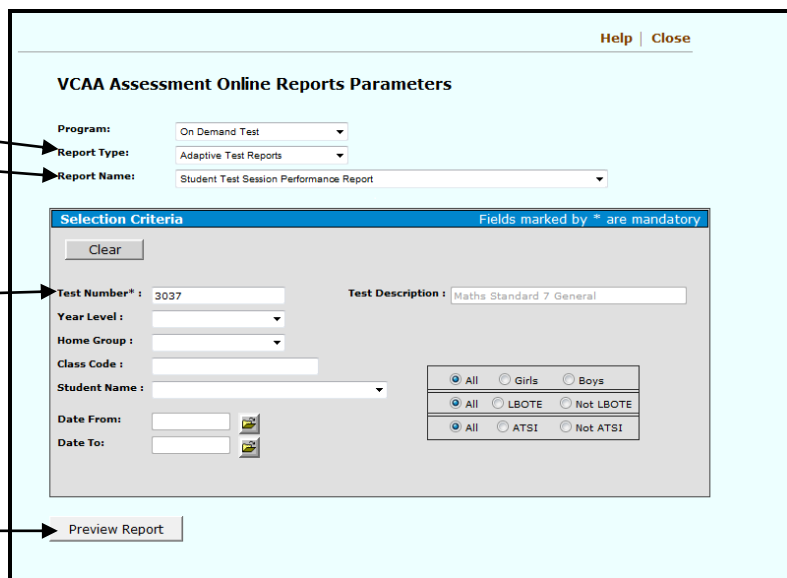 Help | Close
VCAA Assessment Online Reports Parameters
Program: On Demand Test
Report Type: Adaptive Test Reports
Report Name: Student Test Session Performance Report
Selection Criteria Fields marked by * are mandatory
Clear
Test Number* : 3037 Test Description : Maths Standard 7 General
Year Level :
Home Group :
Class Code :
Student Name :
All Girls Boys
All LBOTE Not LBOTE
All ATSI Not ATSI
Date From:
Date To:
Preview Report